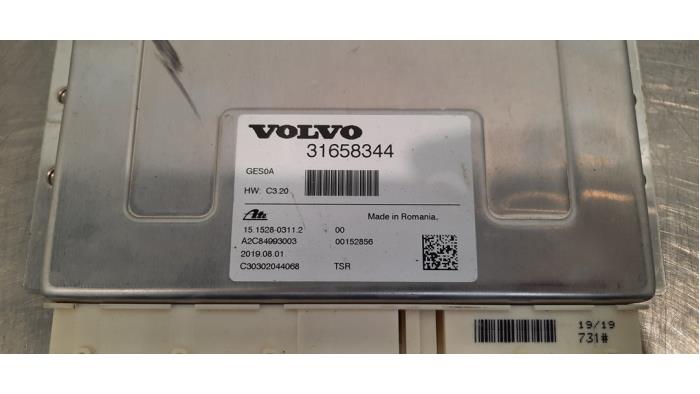 VOLVO
31658344
GES0A
HW: C3.20
Ate Made in Romania.
15.1528-0311.2 00
A2C84993003 00152856
2019.08.01
C30302044068 TSR
19/19
731#